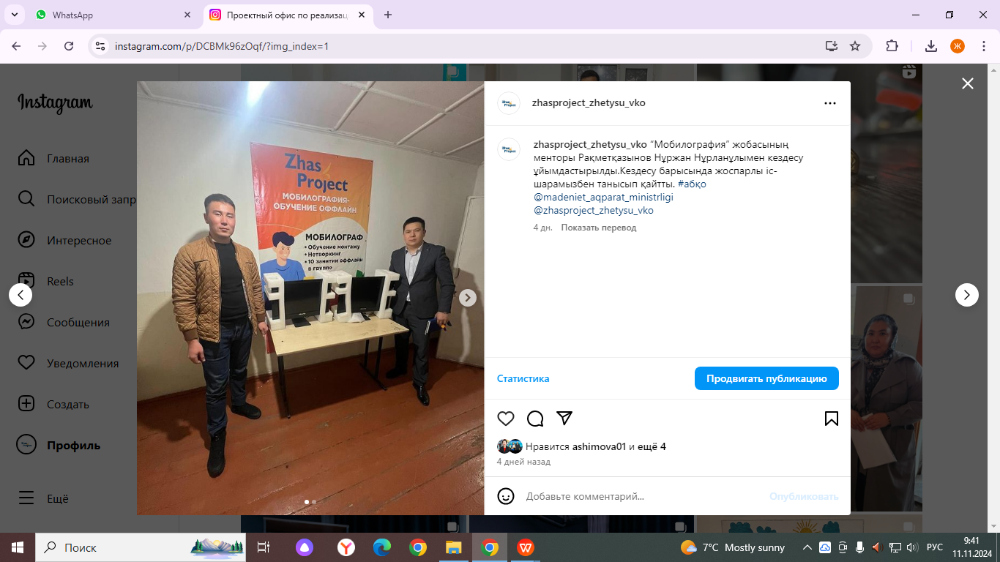 WhatsApp
Проектный офис по реализаци
instagram.com/p/DCBMk96zOqf/?img_index=1
Ж
Instagram
Главная
Поисковый запр
Интересное
Reels
Сообщения
Уведомления
Создать
Профиль
Ещё
Zhas
Project
МОБИЛОГРАФИЯ-
ОБУЧЕНИЕ ОФФЛАЙН
МОБИЛОГРАФ
• Обучение монтажу
• Нетворкинг
• 10 занятии оффлайн
в группе
zhasproject_zhetysu_vko
zhasproject_zhetysu_vko “Мобилография” жобасының
менторы Рақметқазынов Нұржан Нұрланұлымен кездесу
ұйымдастырылды.Кездесу барысында жоспарлы іс-
шарамызбен танысып қайтты. #абқо
@madeniet_aqparat_ministrligi
@zhasproject_zhetysu_vko
4 дн. Показать перевод
Статистика
Продвигать публикацию
Нравится ashimova01 и ещё 4
4 дней назад
Добавьте комментарий...
Опубликовать
Поиск
7°C Mostly sunny
РУС
9:41
11.11.2024